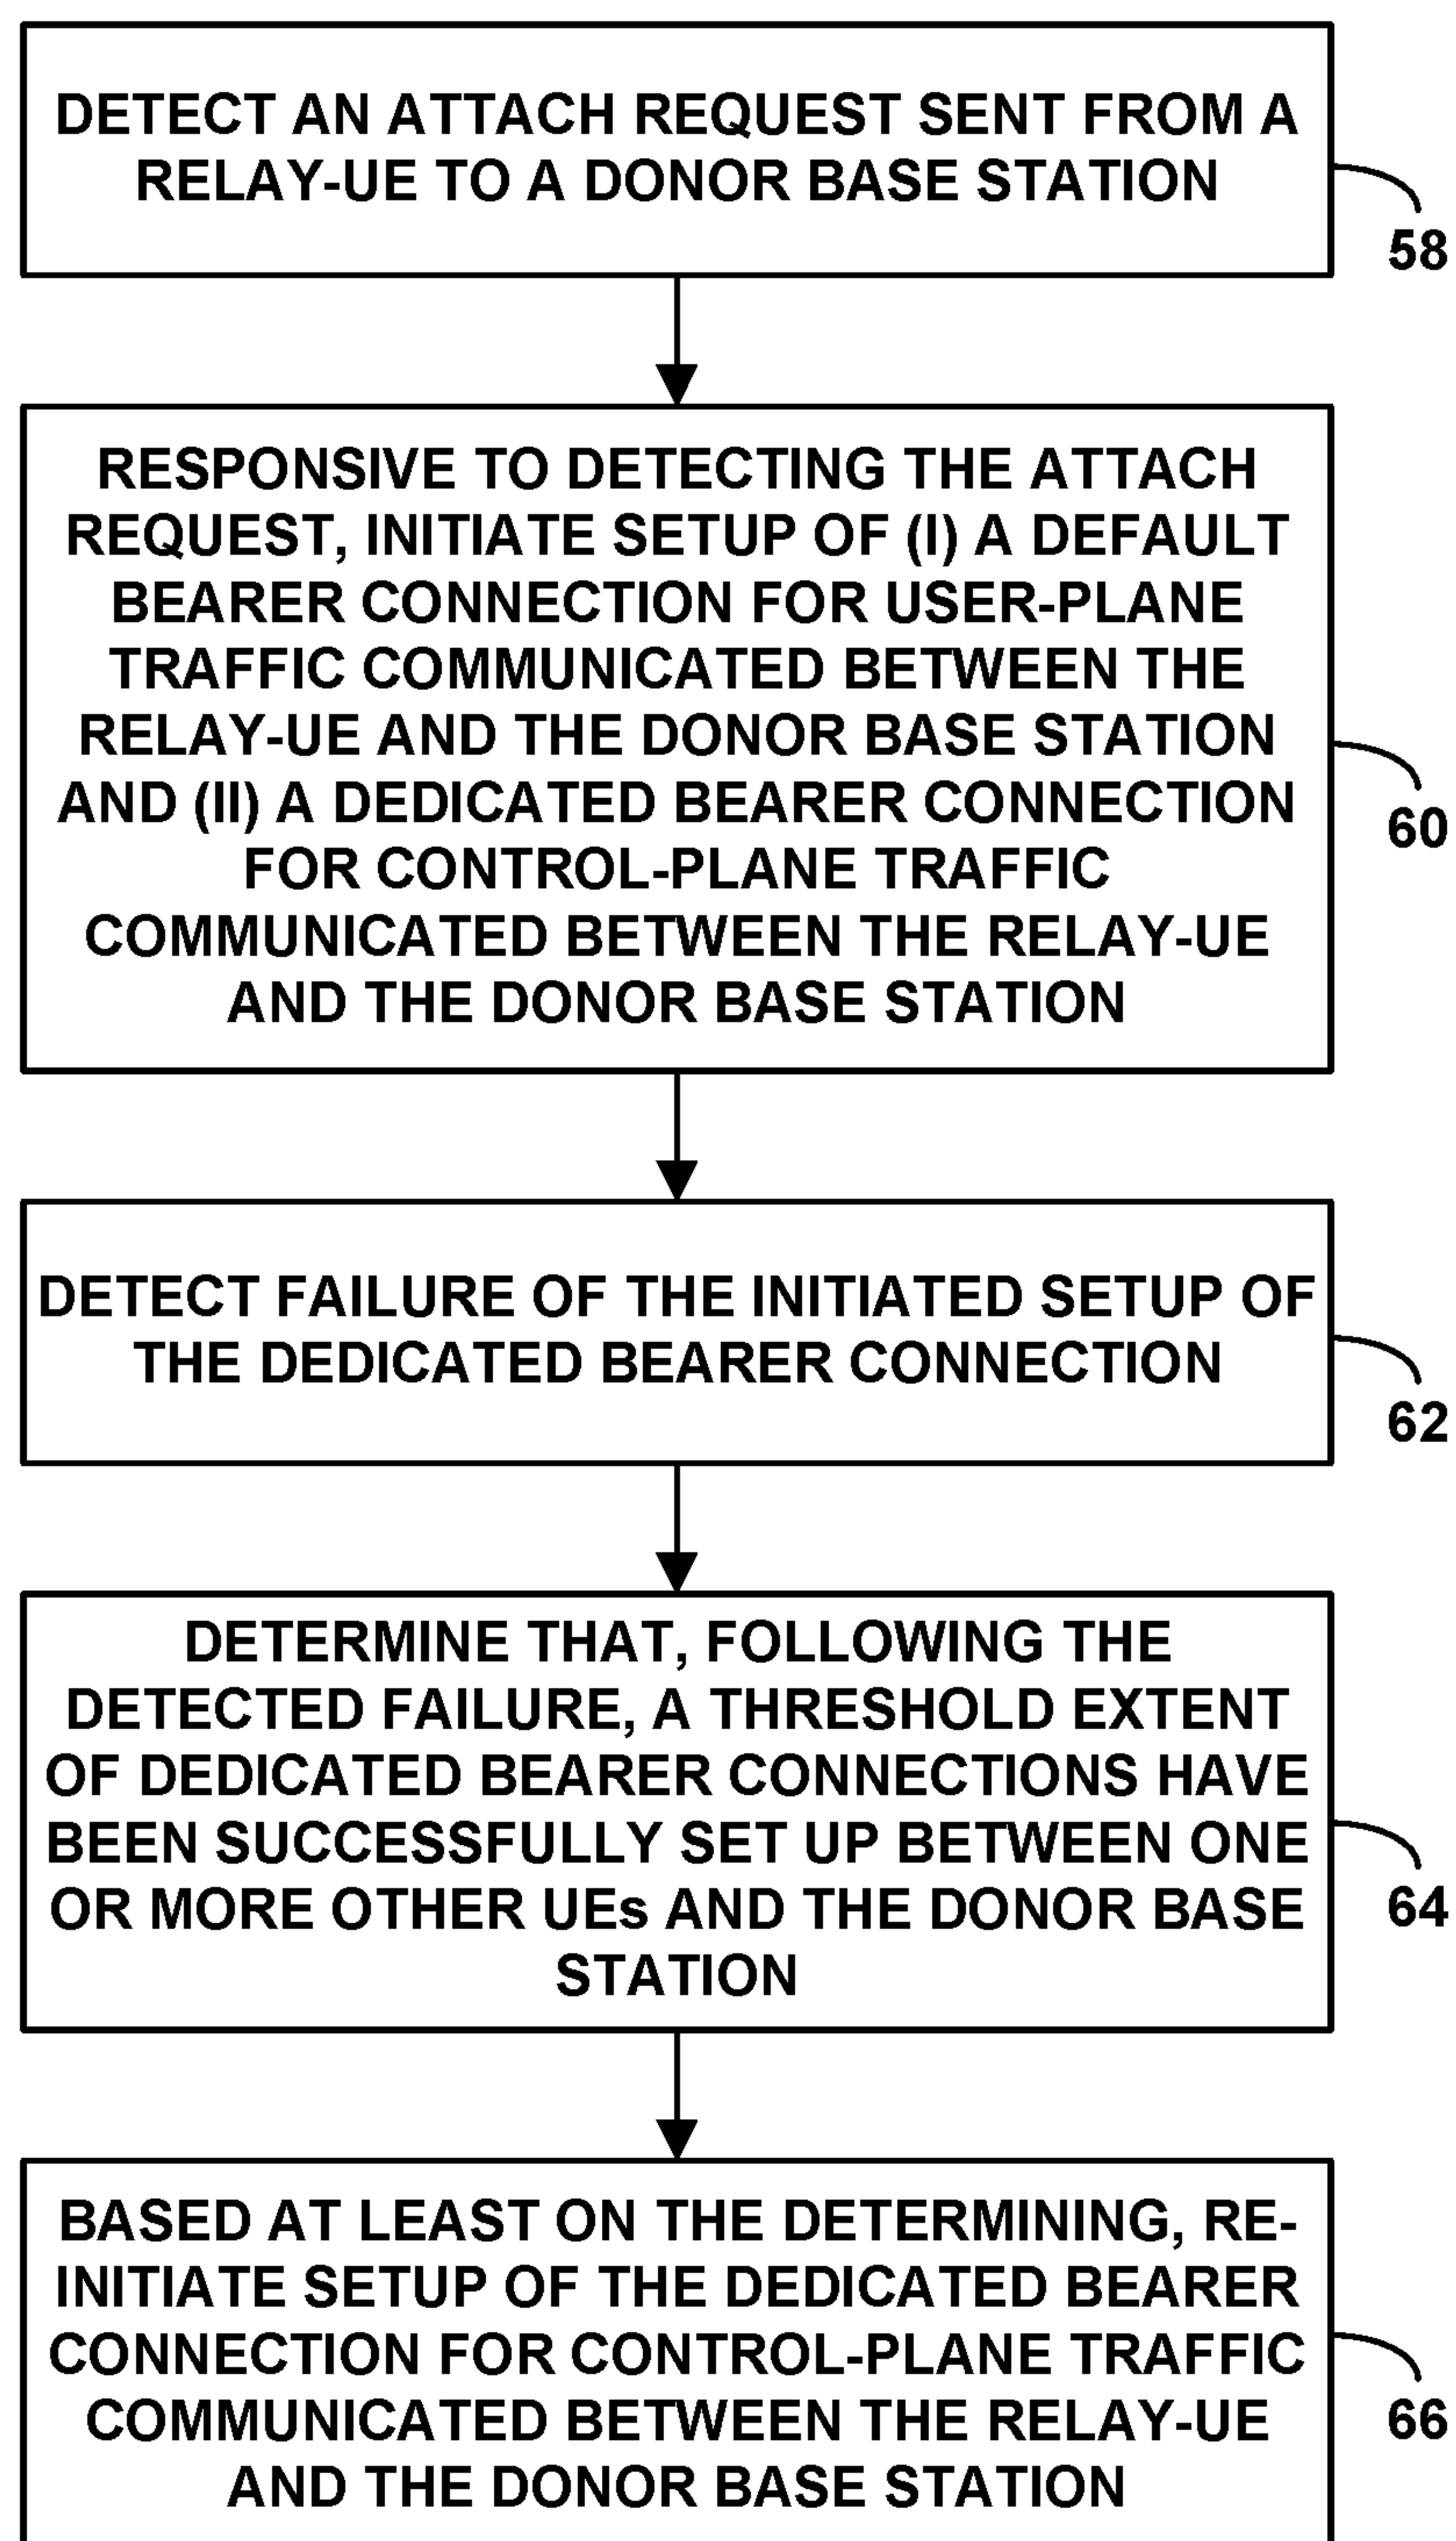 DETECT AN ATTACH REQUEST SENT FROM A
RELAY-UE TO A DONOR BASE STATION
58
RESPONSIVE TO DETECTING THE ATTACH
REQUEST, INITIATE SETUP OF (I) A DEFAULT
BEARER CONNECTION FOR USER-PLANE
TRAFFIC COMMUNICATED BETWEEN THE
RELAY-UE AND THE DONOR BASE STATION
AND (II) A DEDICATED BEARER CONNECTION
FOR CONTROL-PLANE TRAFFIC
COMMUNICATED BETWEEN THE RELAY-UE
AND THE DONOR BASE STATION
60
DETECT FAILURE OF THE INITIATED SETUP OF
THE DEDICATED BEARER CONNECTION
62
DETERMINE THAT, FOLLOWING THE
DETECTED FAILURE, A THRESHOLD EXTENT
OF DEDICATED BEARER CONNECTIONS HAVE
BEEN SUCCESSFULLY SET UP BETWEEN ONE
OR MORE OTHER UEs AND THE DONOR BASE
STATION
64
BASED AT LEAST ON THE DETERMINING, RE-
INITIATE SETUP OF THE DEDICATED BEARER
CONNECTION FOR CONTROL-PLANE TRAFFIC
COMMUNICATED BETWEEN THE RELAY-UE
AND THE DONOR BASE STATION
66